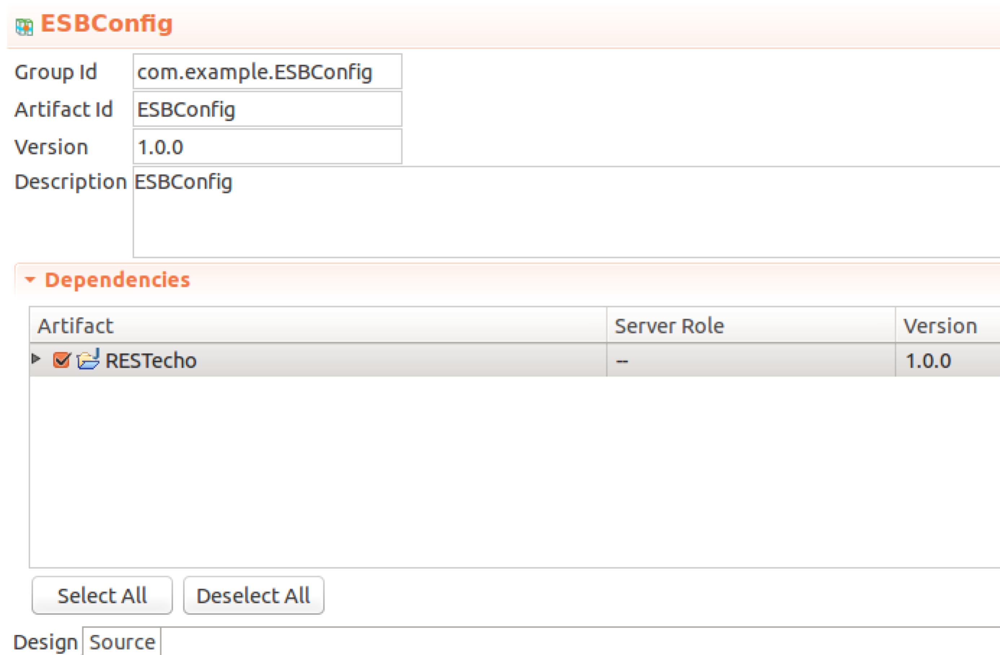 ESBConfig
Group Id com.example.ESBConfig
Artifact Id ESBConfig
Version 1.0.0
Description ESBConfig
Dependencies
Artifact Server Role Version
RESTecho -- 1.0.0
Select All Deselect All
Design Source